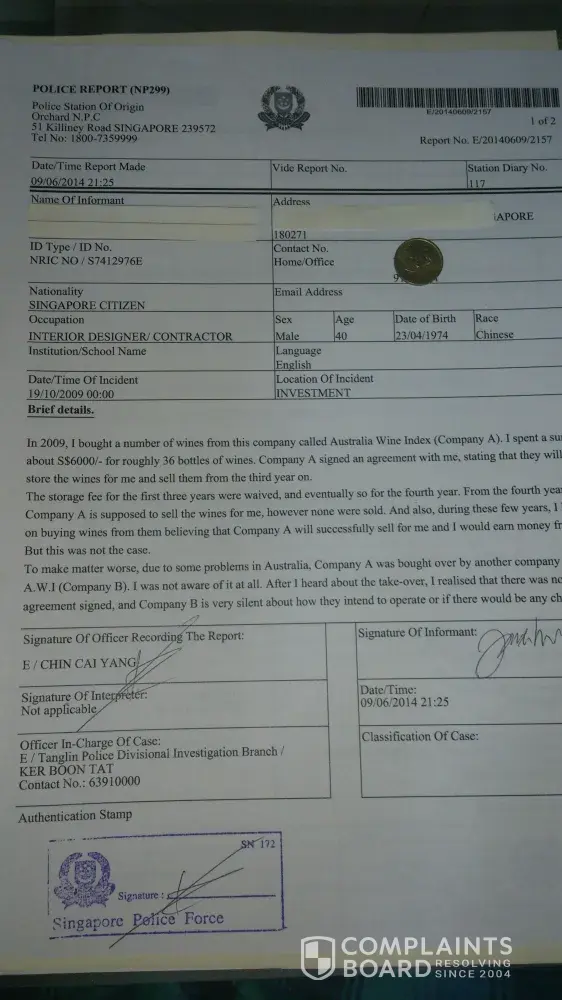 POLICE REPORT (NP299)
Police Station Of Origin
Orchard N.P.C
51 Killiney Road SINGAPORE 239572
Tel No: 1800-7359999
E/20140609/2157
1 of 2
Report No. E/20140609/2157
Date/Time Report Made
09/06/2014 21:25
Vide Report No.
Station Diary No.
117
Name Of Informant
Address
APORE
180271
ID Type / ID No.
NRIC NO / S7412976E
Contact No.
Home/Office
9
Nationality
SINGAPORE CITIZEN
Email Address
Occupation
INTERIOR DESIGNER/ CONTRACTOR
Sex
Male
Age
40
Date of Birth
23/04/1974
Race
Chinese
Institution/School Name
Language
English
Date/Time Of Incident
19/10/2009 00:00
Location Of Incident
INVESTMENT
Brief details.
In 2009, I bought a number of wines from this company called Australia Wine Index (Company A). I spent a su
about S$6000/- for roughly 36 bottles of wines. Company A signed an agreement with me, stating that they will
store the wines for me and sell them from the third year on.
The storage fee for the first three years were waived, and eventually so for the fourth year. From the fourth yea
Company A is supposed to sell the wines for me, however none were sold. And also, during these few years, I
on buying wines from them believing that Company A will successfully sell for me and I would earn money fr
But this was not the case.
To make matter worse, due to some problems in Australia, Company A was bought over by another company
A.W.I (Company B). I was not aware of it at all. After I heard about the take-over, I realised that there was no
agreement signed, and Company B is very silent about how they intend to operate or if there would be any ch
Signature Of Officer Recording The Report:
E / CHIN CAI YANG
Signature Of Informant:
Signature Of Interpreter:
Not applicable
Date/Time:
09/06/2014 21:25
Officer In-Charge Of Case:
E / Tanglin Police Divisional Investigation Branch /
KER BOON TAT
Contact No.: 63910000
Classification Of Case:
Authentication Stamp
SN 172
Signature :
Singapore Police Force
COMPLAINTS
BOARD
RESOLVING
SINCE 2004